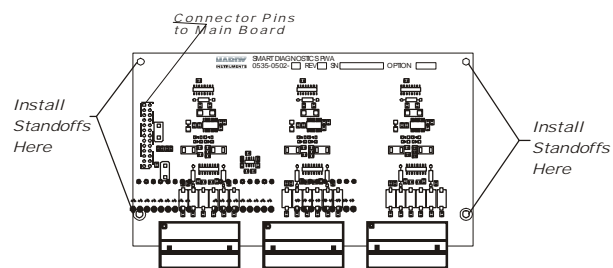 Connector Pins
to Main Board
HARDY SMART DIAGNOSTICS PWA
INSTRUMENTS 0535-0502- REV SN OPTION
Install
Standoffs
Here
Install
Standoffs
Here